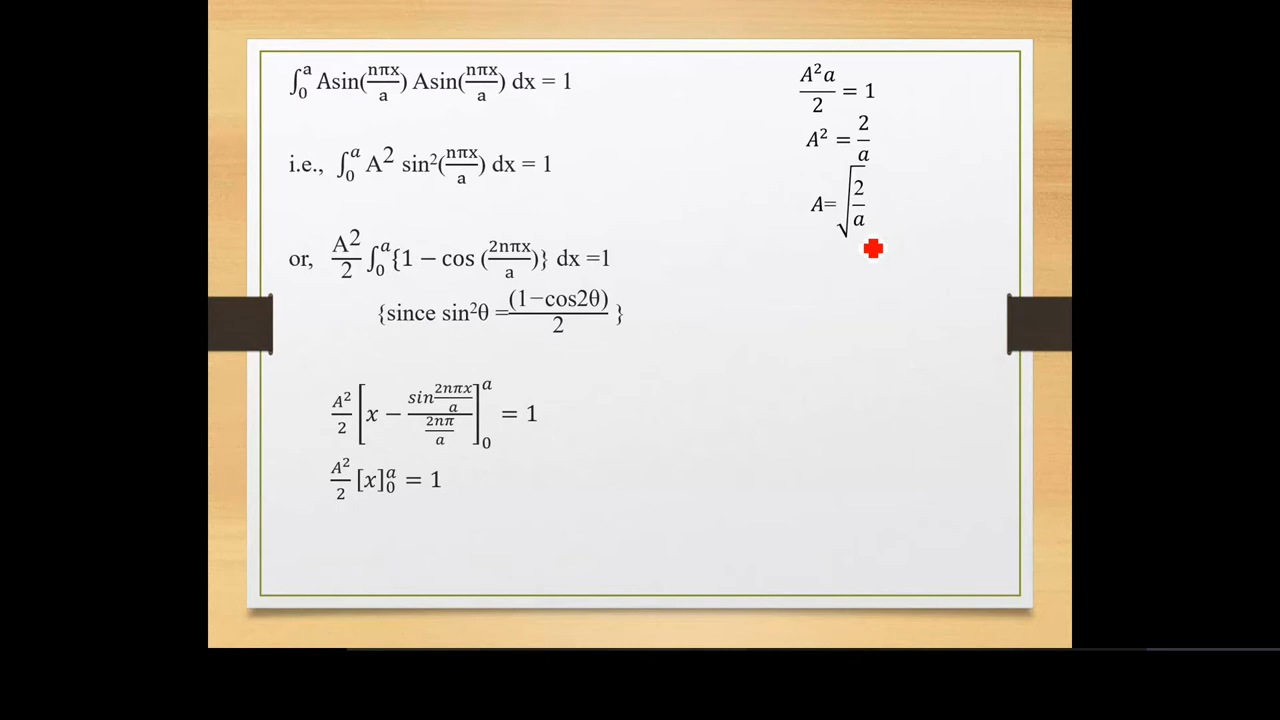 ∫₀ᵃ Asin(nπx/a) Asin(nπx/a) dx = 1
i.e., ∫₀ᵃ A² sin²(nπx/a) dx = 1
or, A²/2 ∫₀ᵃ{1 − cos (2nπx/a)} dx =1
{since sin²θ =(1−cos2θ)/2 }
A²/2 [x − (sin 2nπx/a)/(2nπ/a)]₀ᵃ = 1
A²/2 [x]₀ᵃ = 1
A²a/2 = 1
A² = 2/a
A= √(2/a)